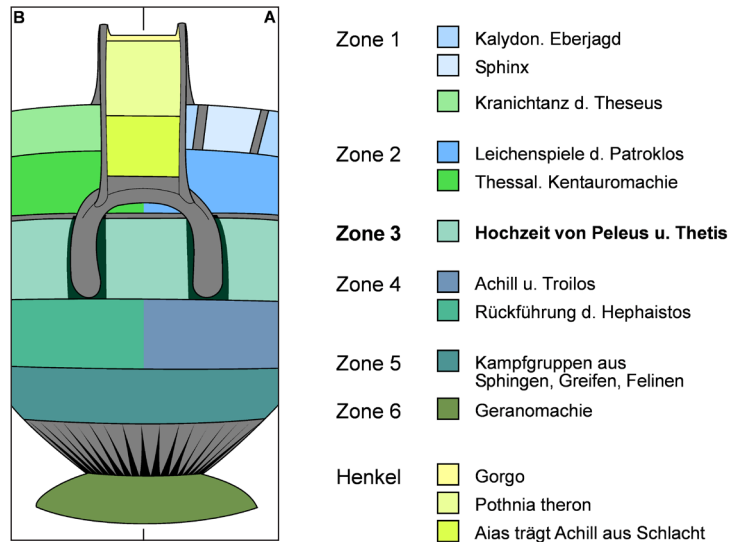 B A
Zone 1 Kalydon. Eberjagd
Sphinx
Kranichtanz d. Theseus
Zone 2 Leichenspiele d. Patroklos
Thessal. Kentauromachie
Zone 3 Hochzeit von Peleus u. Thetis
Zone 4 Achill u. Troilos
Rückführung d. Hephaistos
Zone 5 Kampfgruppen aus
Sphingen, Greifen, Felinen
Zone 6 Geranomachie
Henkel Gorgo
Pothnia theron
Aias trägt Achill aus Schlacht